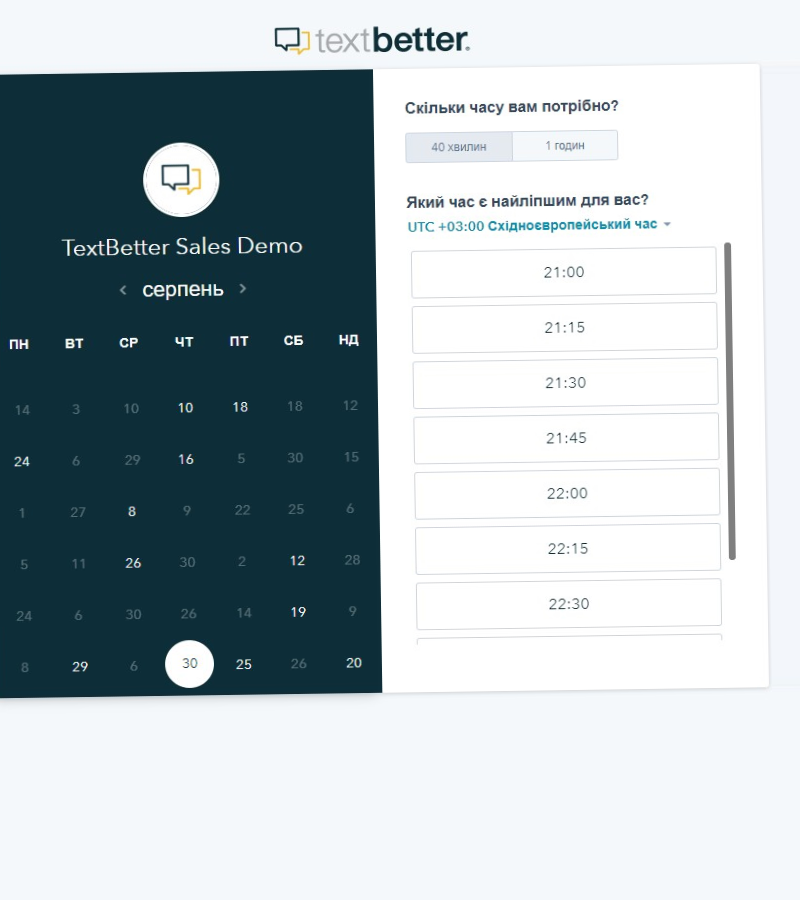 textbetter.
TextBetter Sales Demo
серпень
ПН ВТ СР ЧТ ПТ СБ НД
14 3 10 10 18 18 12
24 6 29 16 5 30 15
1 27 8 9 22 25 6
5 11 26 30 2 12 28
24 6 30 26 14 19 9
8 29 6 30 25 26 20
Скільки часу вам потрібно?
40 хвилин 1 годин
Який час є найліпшим для вас?
UTC +03:00 Східноєвропейський час
21:00
21:15
21:30
21:45
22:00
22:15
22:30